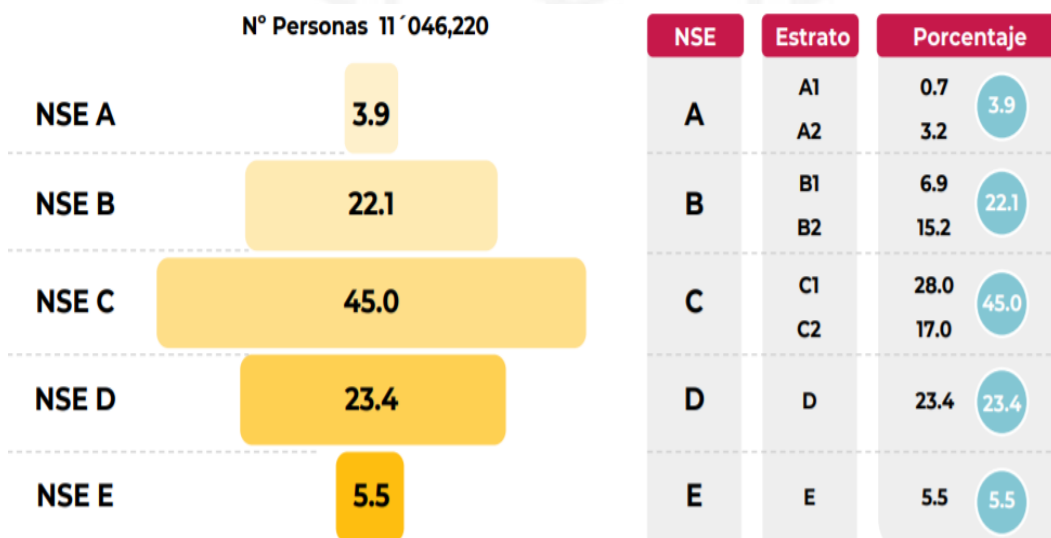 N° Personas 11´046,220
NSE A 3.9
NSE B 22.1
NSE C 45.0
NSE D 23.4
NSE E 5.5
NSE Estrato Porcentaje
A A1 0.7 3.9
A2 3.2
B B1 6.9 22.1
B2 15.2
C C1 28.0 45.0
C2 17.0
D D 23.4 23.4
E E 5.5 5.5